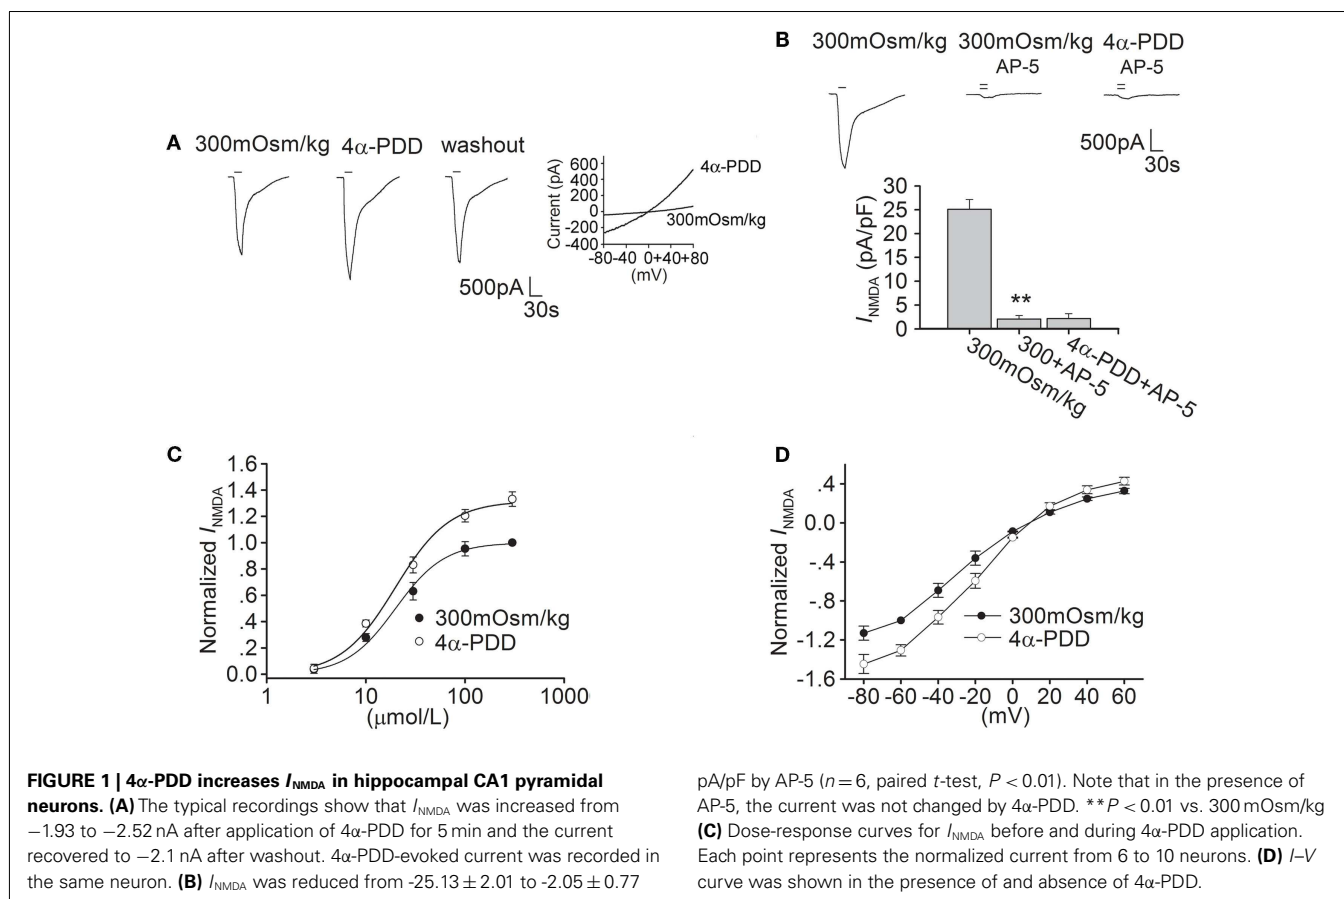 A
300mOsm/kg 4α-PDD washout
500pA
30s
Current (pA)
600
400
200
0
-200
-400
4α-PDD
300mOsm/kg
-80-40 0+40+80
(mV)
B
300mOsm/kg 300mOsm/kg 4α-PDD
AP-5 AP-5
500pA
30s
INMDA (pA/pF)
30
25
20
15
10
5
0
**
300mOsm/kg
300+AP-5
4α-PDD+AP-5
C
Normalized INMDA
1.6
1.4
1.2
1.0
.8
.6
.4
.2
0.0
300mOsm/kg
4α-PDD
1 10 100 1000
(μmol/L)
D
Normalized INMDA
.4
0.0
-.4
-.8
-1.2
-1.6
300mOsm/kg
4α-PDD
-80 -60 -40 -20 0 20 40 60
(mV)
FIGURE 1 | 4α-PDD increases INMDA in hippocampal CA1 pyramidal
neurons. (A) The typical recordings show that INMDA was increased from
−1.93 to −2.52 nA after application of 4α-PDD for 5 min and the current
recovered to −2.1 nA after washout. 4α-PDD-evoked current was recorded in
the same neuron. (B) INMDA was reduced from -25.13 ± 2.01 to -2.05 ± 0.77
pA/pF by AP-5 (n = 6, paired t-test, P < 0.01). Note that in the presence of
AP-5, the current was not changed by 4α-PDD. **P < 0.01 vs. 300 mOsm/kg
(C) Dose-response curves for INMDA before and during 4α-PDD application.
Each point represents the normalized current from 6 to 10 neurons. (D) I–V
curve was shown in the presence of and absence of 4α-PDD.